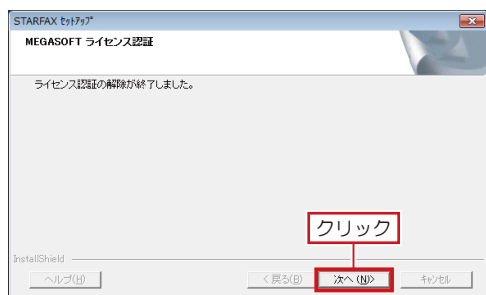 STARFAX ｾｯﾄｱｯﾌﾟ
MEGASOFT ライセンス認証
ライセンス認証の解除が終了しました。
クリック
InstallShield
ヘルプ(H)
< 戻る(B)
次へ (N)>
キャンセル